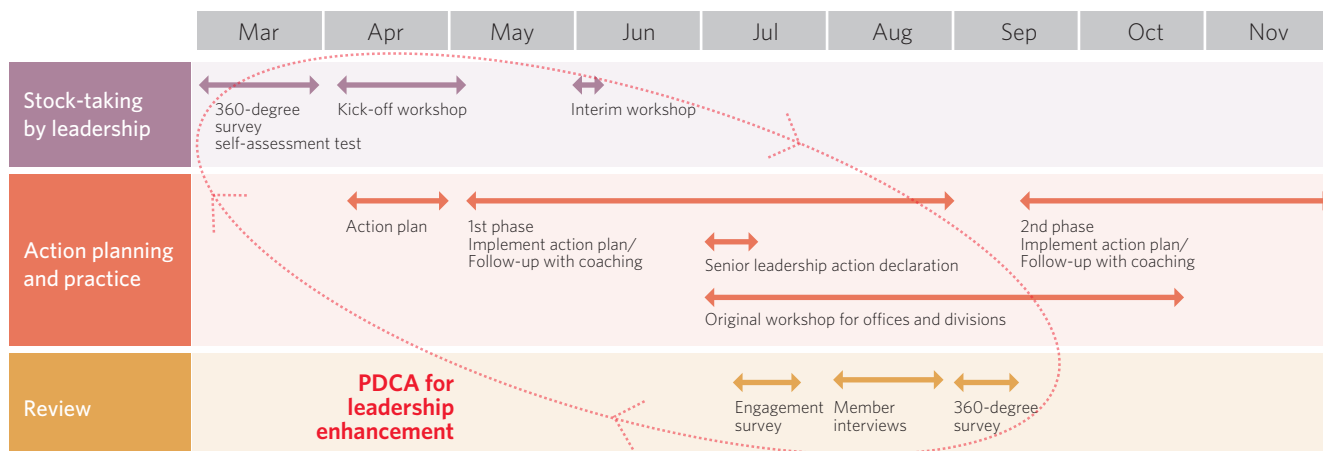 Mar Apr May Jun Jul Aug Sep Oct Nov
Stock-taking
by leadership
360-degree
survey
self-assessment test
Kick-off workshop
Interim workshop
Action planning
and practice
Action plan
1st phase
Implement action plan/
Follow-up with coaching
Senior leadership action declaration
Original workshop for offices and divisions
2nd phase
Implement action plan/
Follow-up with coaching
Review
PDCA for
leadership
enhancement
Engagement
survey
Member
interviews
360-degree
survey